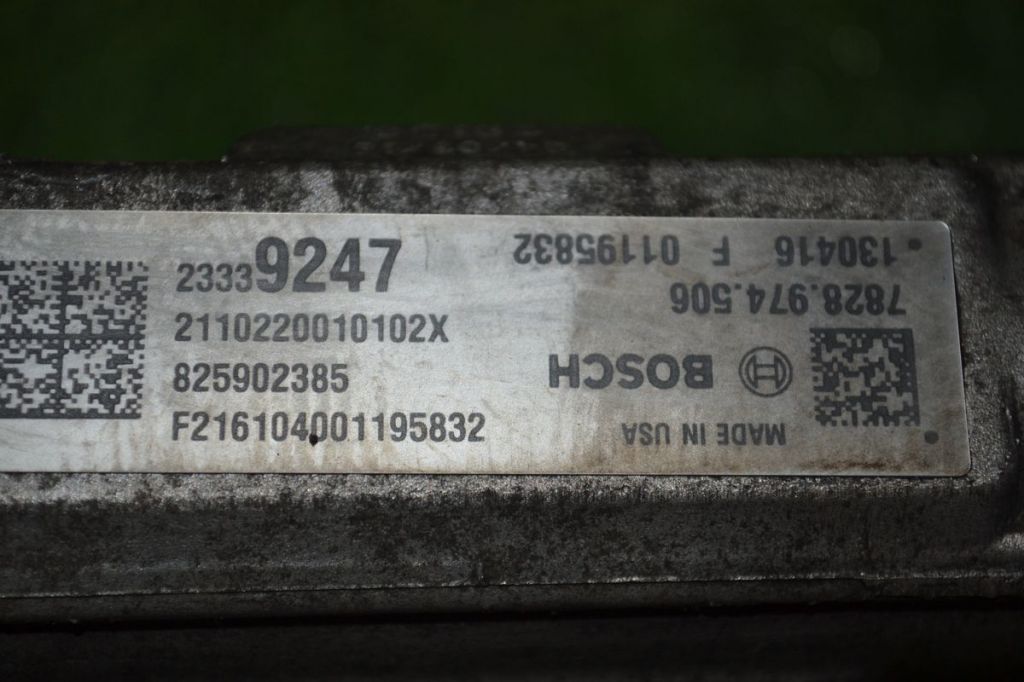 23339247
2110220010102X
825902385
F216104001195832
130416 F 01195832
7828.974.506
BOSCH
MADE IN USA